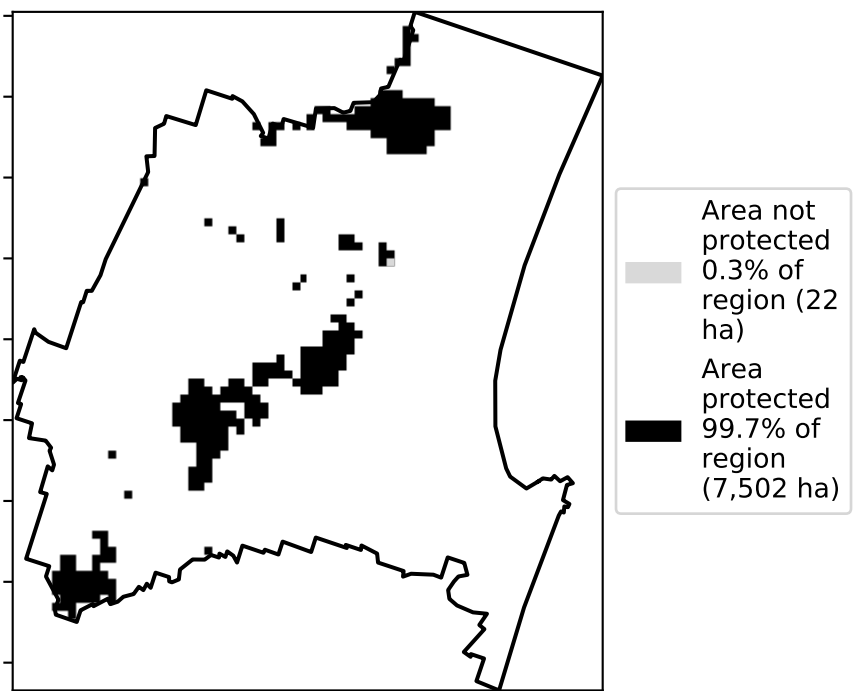 Area not
protected
0.3% of
region (22
ha)
Area
protected
99.7% of
region
(7,502 ha)